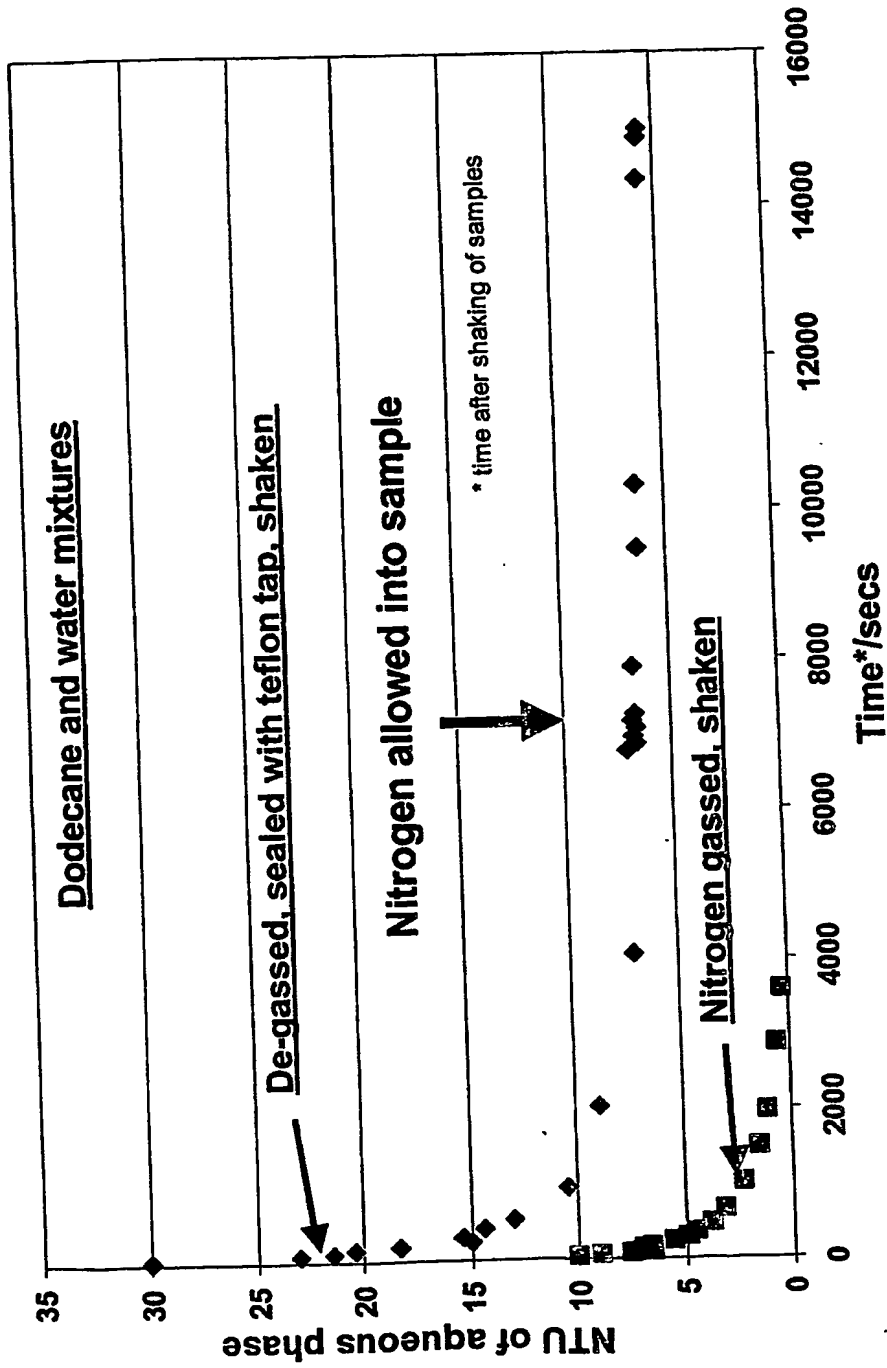 Dodecane and water mixtures
De-gassed, sealed with teflon tap, shaken
Nitrogen allowed into sample
* time after shaking of samples
Nitrogen gassed, shaken
NTU of aqueous phase
35
30
25
20
15
10
5
0
0
2000
4000
6000
8000
10000
12000
14000
16000
Time*/secs